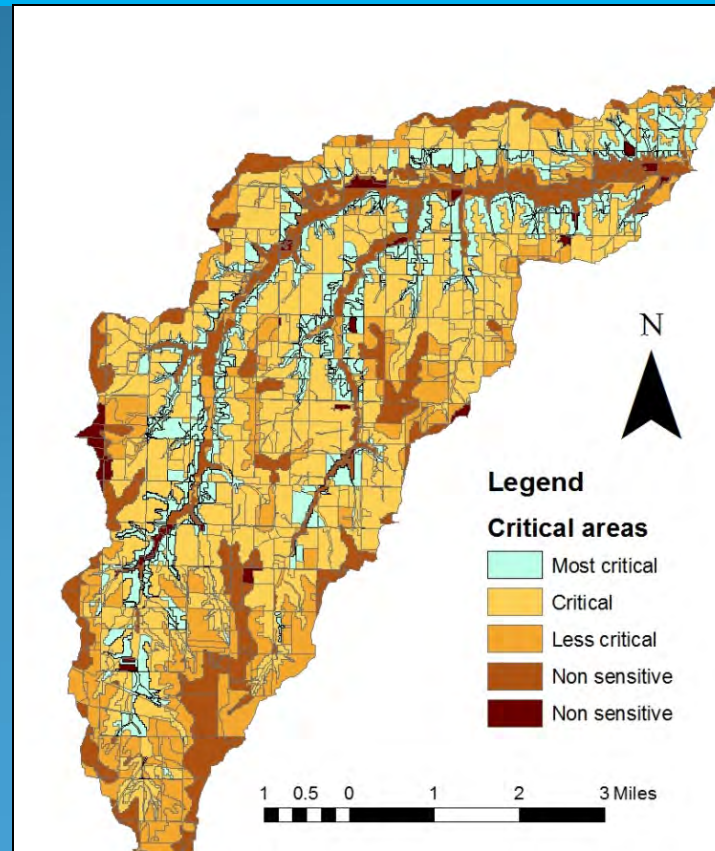 N
Legend
Critical areas
Most critical
Critical
Less critical
Non sensitive
Non sensitive
1 0.5 0 1 2 3 Miles